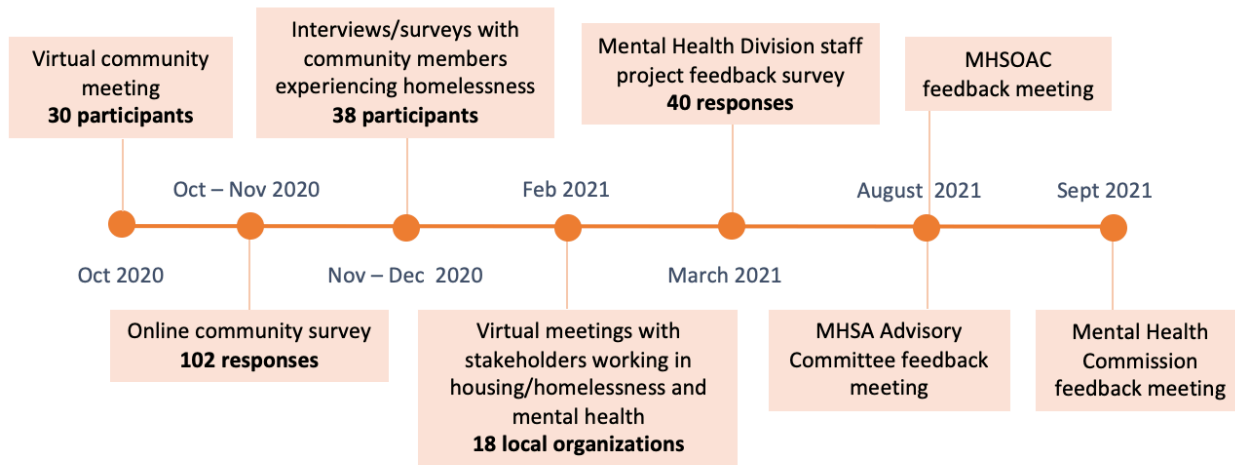 Virtual community
meeting
30 participants
Interviews/surveys with
community members
experiencing homelessness
38 participants
Mental Health Division staff
project feedback survey
40 responses
MHSOAC
feedback meeting
Oct – Nov 2020
Feb 2021
August 2021
Sept 2021
Oct 2020
Nov – Dec 2020
March 2021
Online community survey
102 responses
Virtual meetings with
stakeholders working in
housing/homelessness and
mental health
18 local organizations
MHSA Advisory
Committee feedback
meeting
Mental Health
Commission
feedback meeting